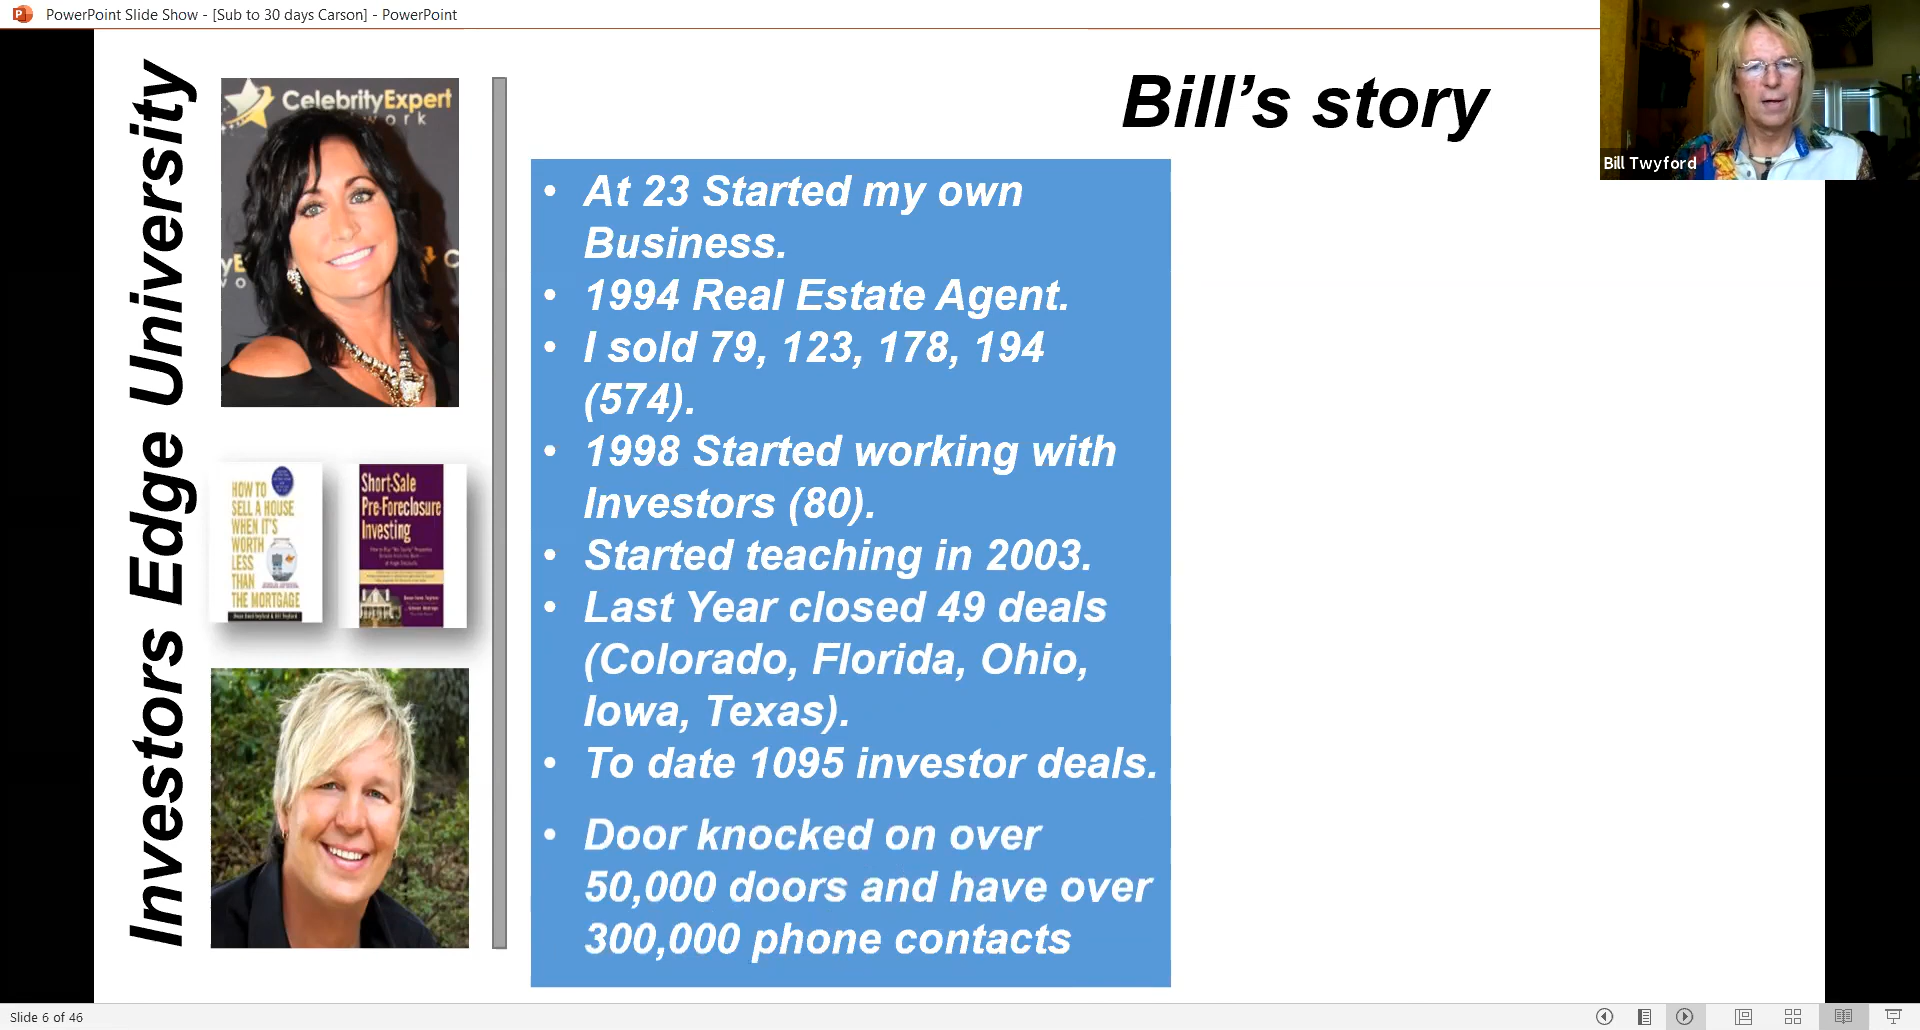 PowerPoint Slide Show - [Sub to 30 days Carson] - PowerPoint
Bill Twyford
Investors Edge University
CelebrityExpert
work
Bill's story
• At 23 Started my own
Business.
• 1994 Real Estate Agent.
• I sold 79, 123, 178, 194
(574).
• 1998 Started working with
Investors (80).
• Started teaching in 2003.
• Last Year closed 49 deals
(Colorado, Florida, Ohio,
Iowa, Texas).
• To date 1095 investor deals.
• Door knocked on over
50,000 doors and have over
300,000 phone contacts
HOW TO
SELL A HOUSE
WHEN IT'S
WORTH
LESS
THAN
THE MORTGAGE
Short-Sale
Pre-Foreclosure
Investing
Slide 6 of 46